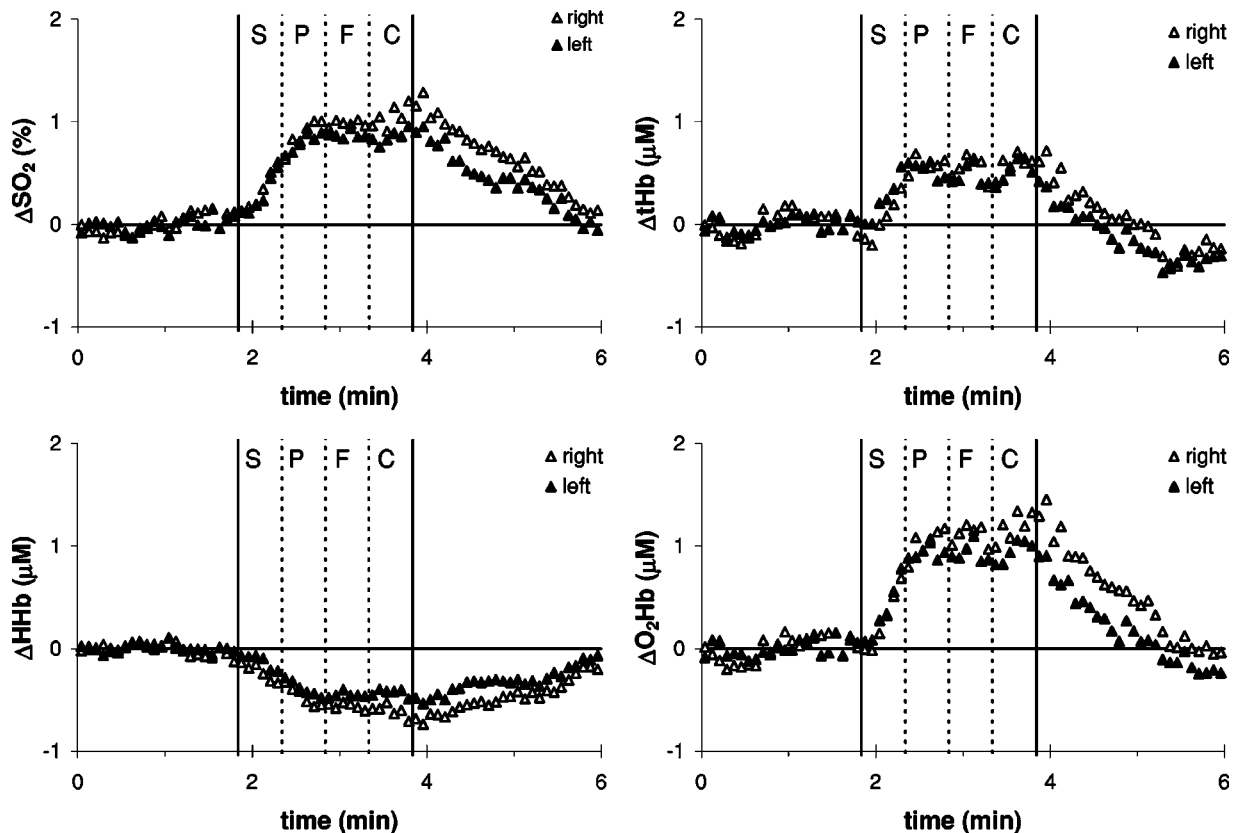 2
S P F C
△ right
▲ left
1
0
-1
ΔSO₂ (%)
0 2 4 6
time (min)
2
S P F C
△ right
▲ left
1
0
-1
ΔtHb (μM)
0 2 4 6
time (min)
2
S P F C
△ right
▲ left
1
0
-1
ΔHHb (μM)
0 2 4 6
time (min)
2
S P F C
△ right
▲ left
1
0
-1
ΔO₂Hb (μM)
0 2 4 6
time (min)